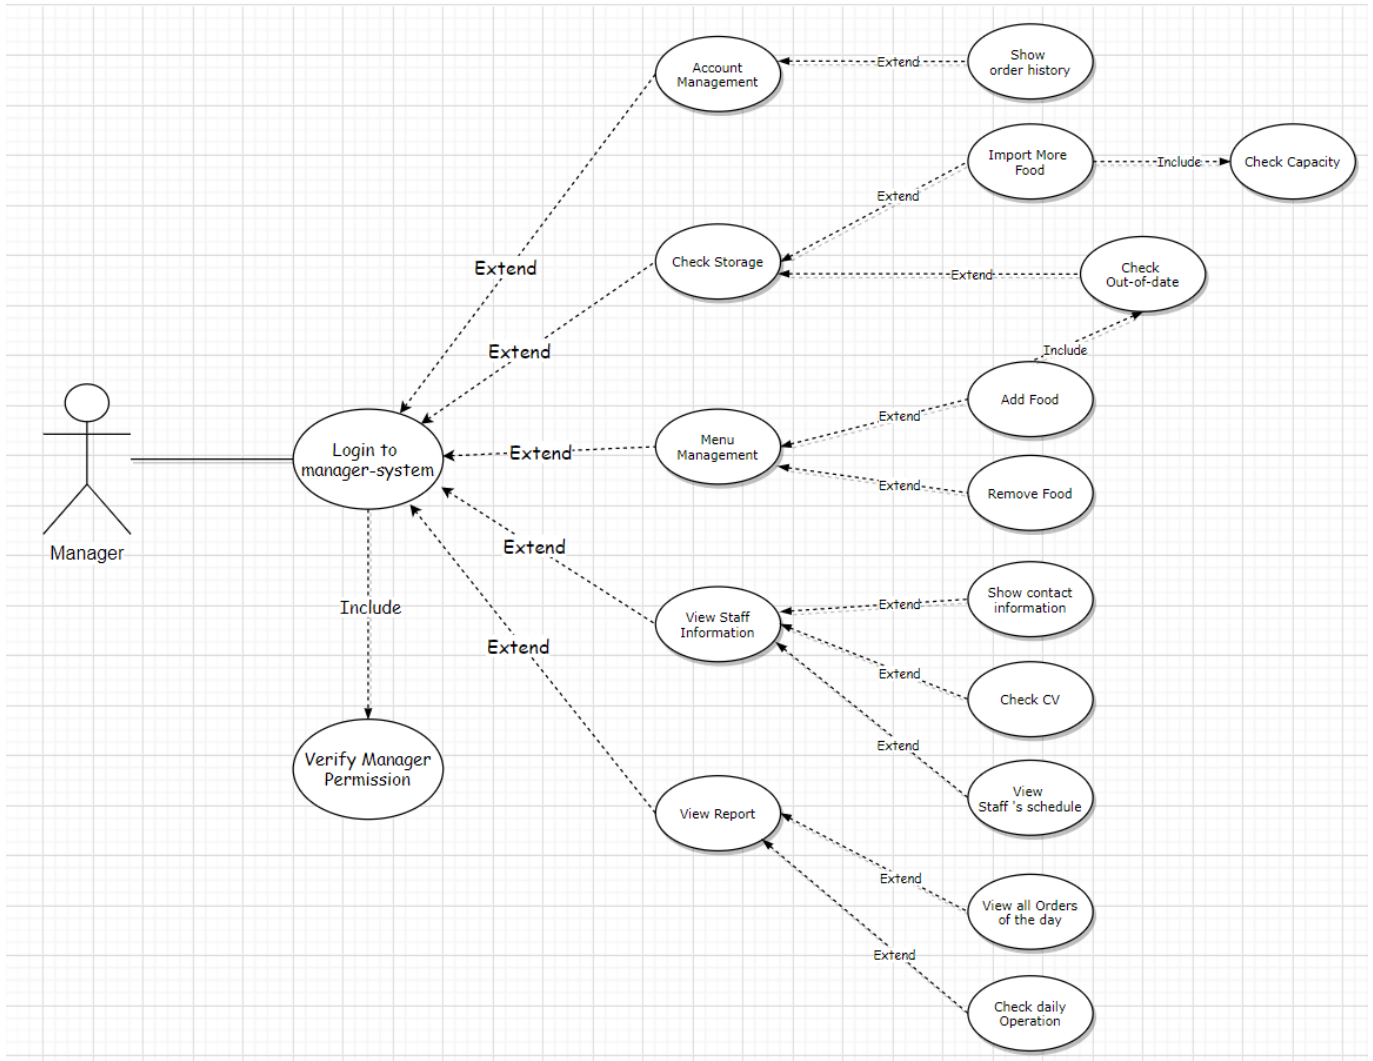 Account
Management
Extend
Show
order history
Import More
Food
Include
Check Capacity
Extend
Check Storage
Extend
Check
Out-of-date
Extend
Extend
Include
Add Food
Extend
Menu
Management
Extend
Extend
Remove Food
Login to
manager-system
Manager
Extend
Show contact
information
Extend
View Staff
Information
Include
Extend
Extend
Check CV
Extend
View
Staff 's schedule
Verify Manager
Permission
View Report
Extend
View all Orders
of the day
Extend
Check daily
Operation